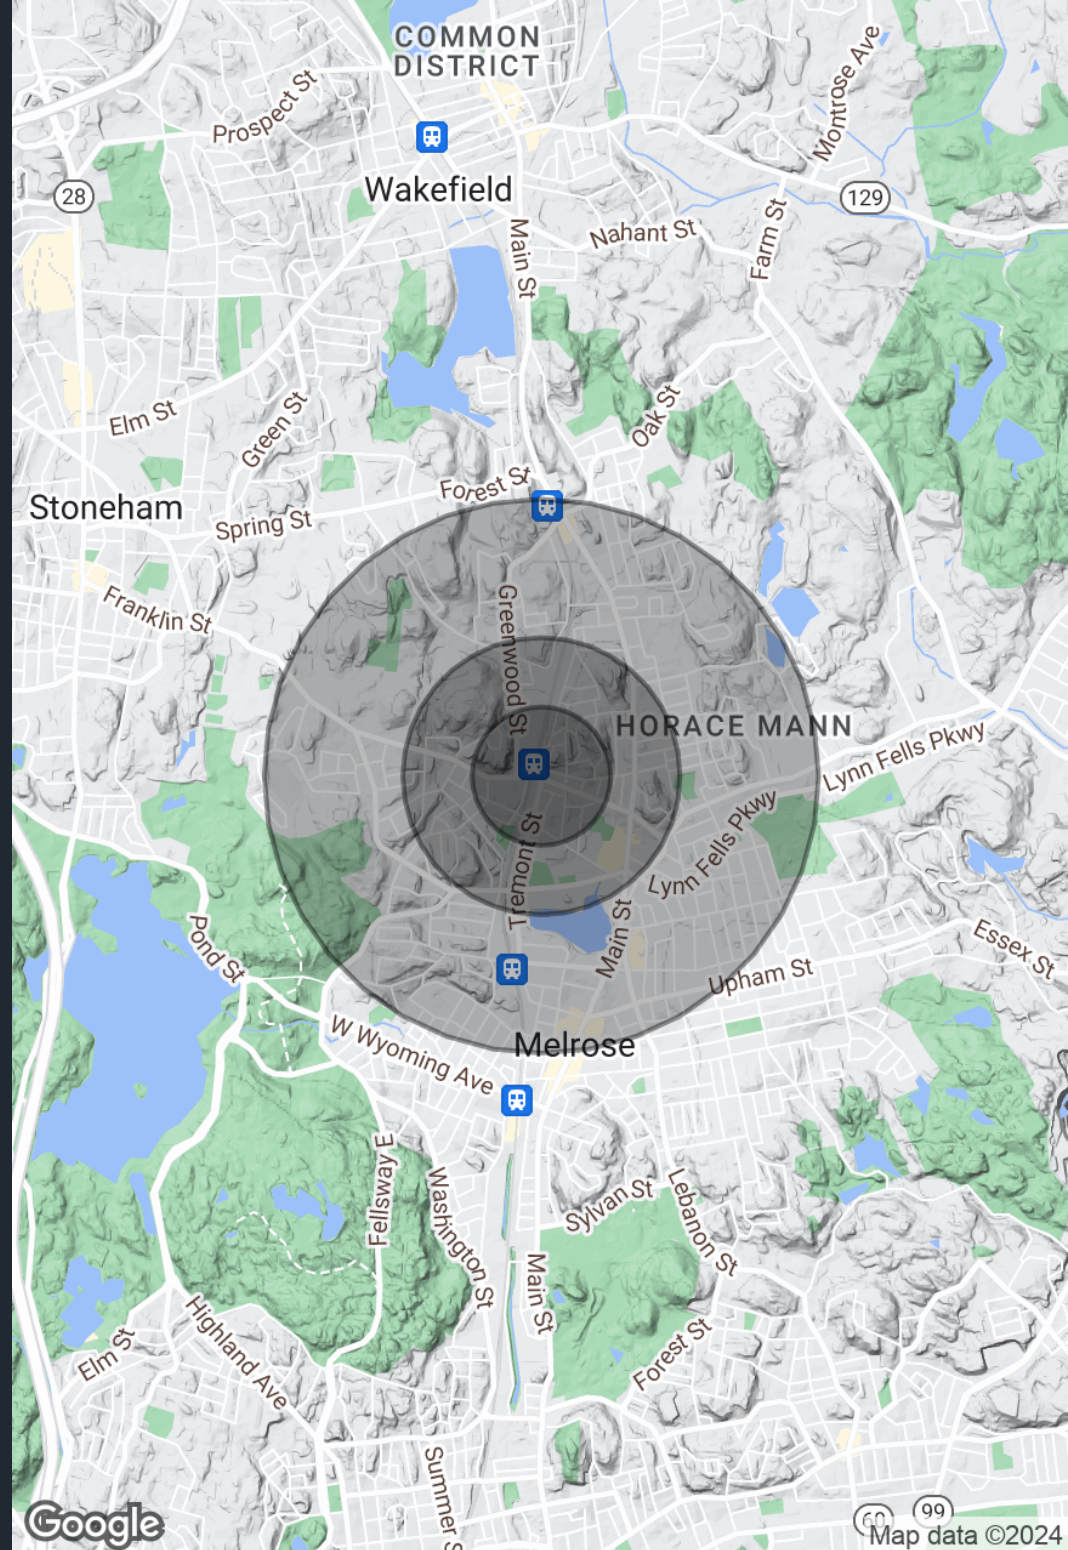 COMMON
DISTRICT
Prospect St
Montrose Ave
Wakefield
28
129
Main St
Nahant St
Farm St
Elm St
Green St
Oak St
Forest St
Stoneham
Spring St
Franklin St
Greenwood St
HORACE MANN
Lynn Fells Pkwy
Lynn Fells Pkwy
Tremont St
Main St
Pond St
Essex St
Upham St
W Wyoming Ave
Melrose
Fellsway E
Washington St
Sylvan St
Lebanon St
Main St
Highland Ave
Elm St
Forest St
Summer S
Google
60
99
Map data ©2024